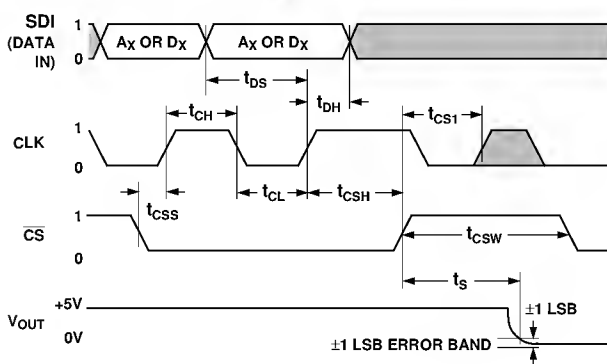 SDI
(DATA
IN)
1
0
AX OR DX
AX OR DX
tDS
tDH
CLK
1
0
tCH
tCL
tCSH
tCS1
tCSS
CS
1
0
tCSW
tS
VOUT
+5V
0V
±1 LSB
±1 LSB ERROR BAND